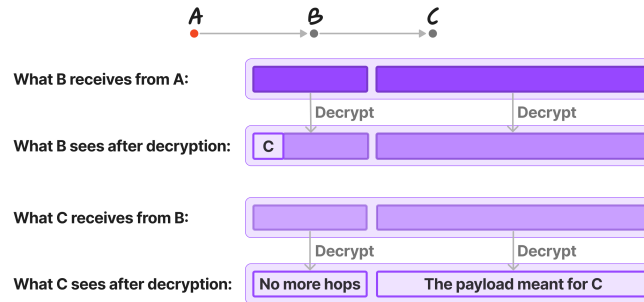 A B C
What B receives from A:
Decrypt Decrypt
What B sees after decryption: C
What C receives from B:
Decrypt Decrypt
What C sees after decryption: No more hops The payload meant for C